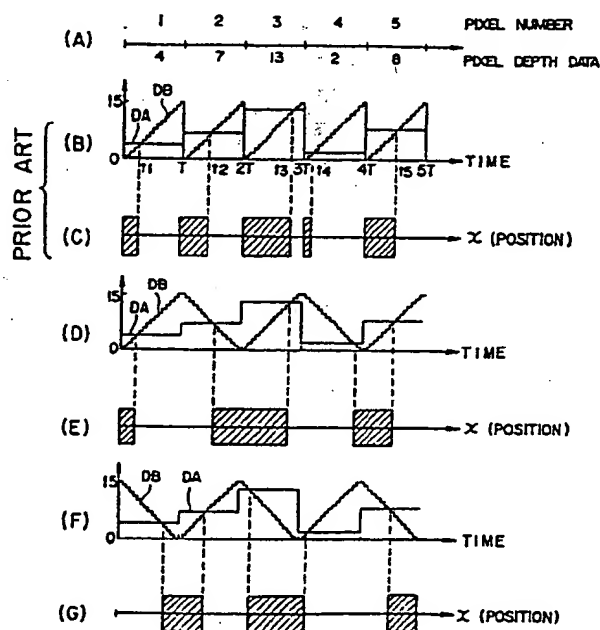 1 2 3 4 5 PIXEL NUMBER
(A)
4 7 13 2 8 PIXEL DEPTH DATA
PRIOR ART
15 DB
DA
(B)
0 t1 T t2 2T t3 3T t4 4T t5 5T TIME
(C) x (POSITION)
15 DB
DA
(D)
0 TIME
(E) x (POSITION)
15 DB DA
(F)
0 TIME
(G) x (POSITION)